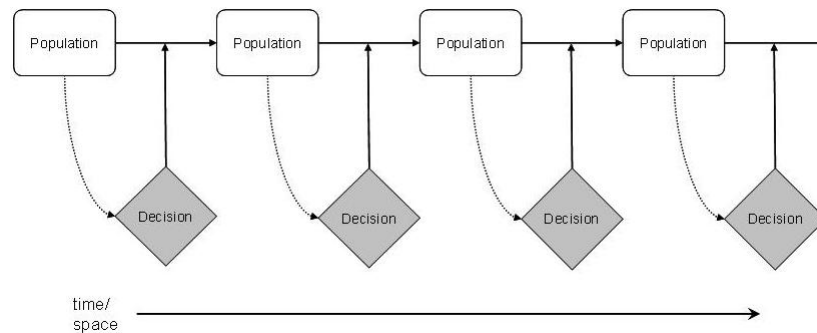 Population
Population
Population
Population
Decision
Decision
Decision
Decision
time/
space